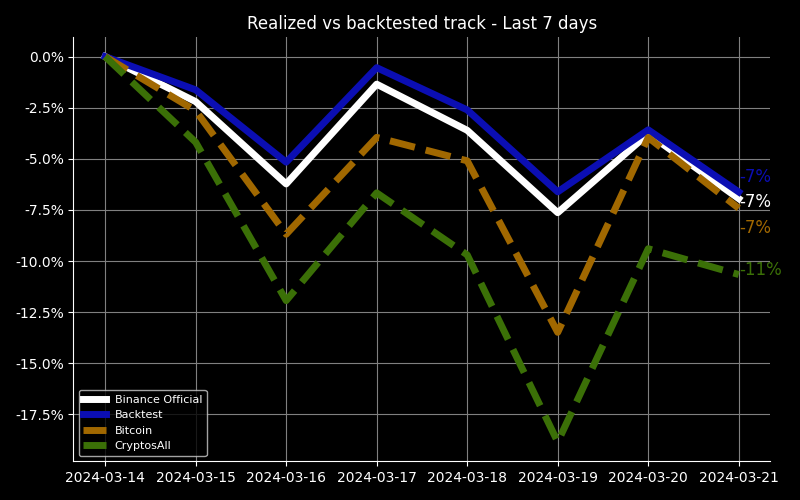 Realized vs backtested track - Last 7 days
0.0%
-2.5%
-5.0%
-7.5%
-10.0%
-12.5%
-15.0%
-17.5%
-7%
-7%
-7%
-11%
Binance Official
Backtest
Bitcoin
CryptosAll
2024-03-14 2024-03-15 2024-03-16 2024-03-17 2024-03-18 2024-03-19 2024-03-20 2024-03-21